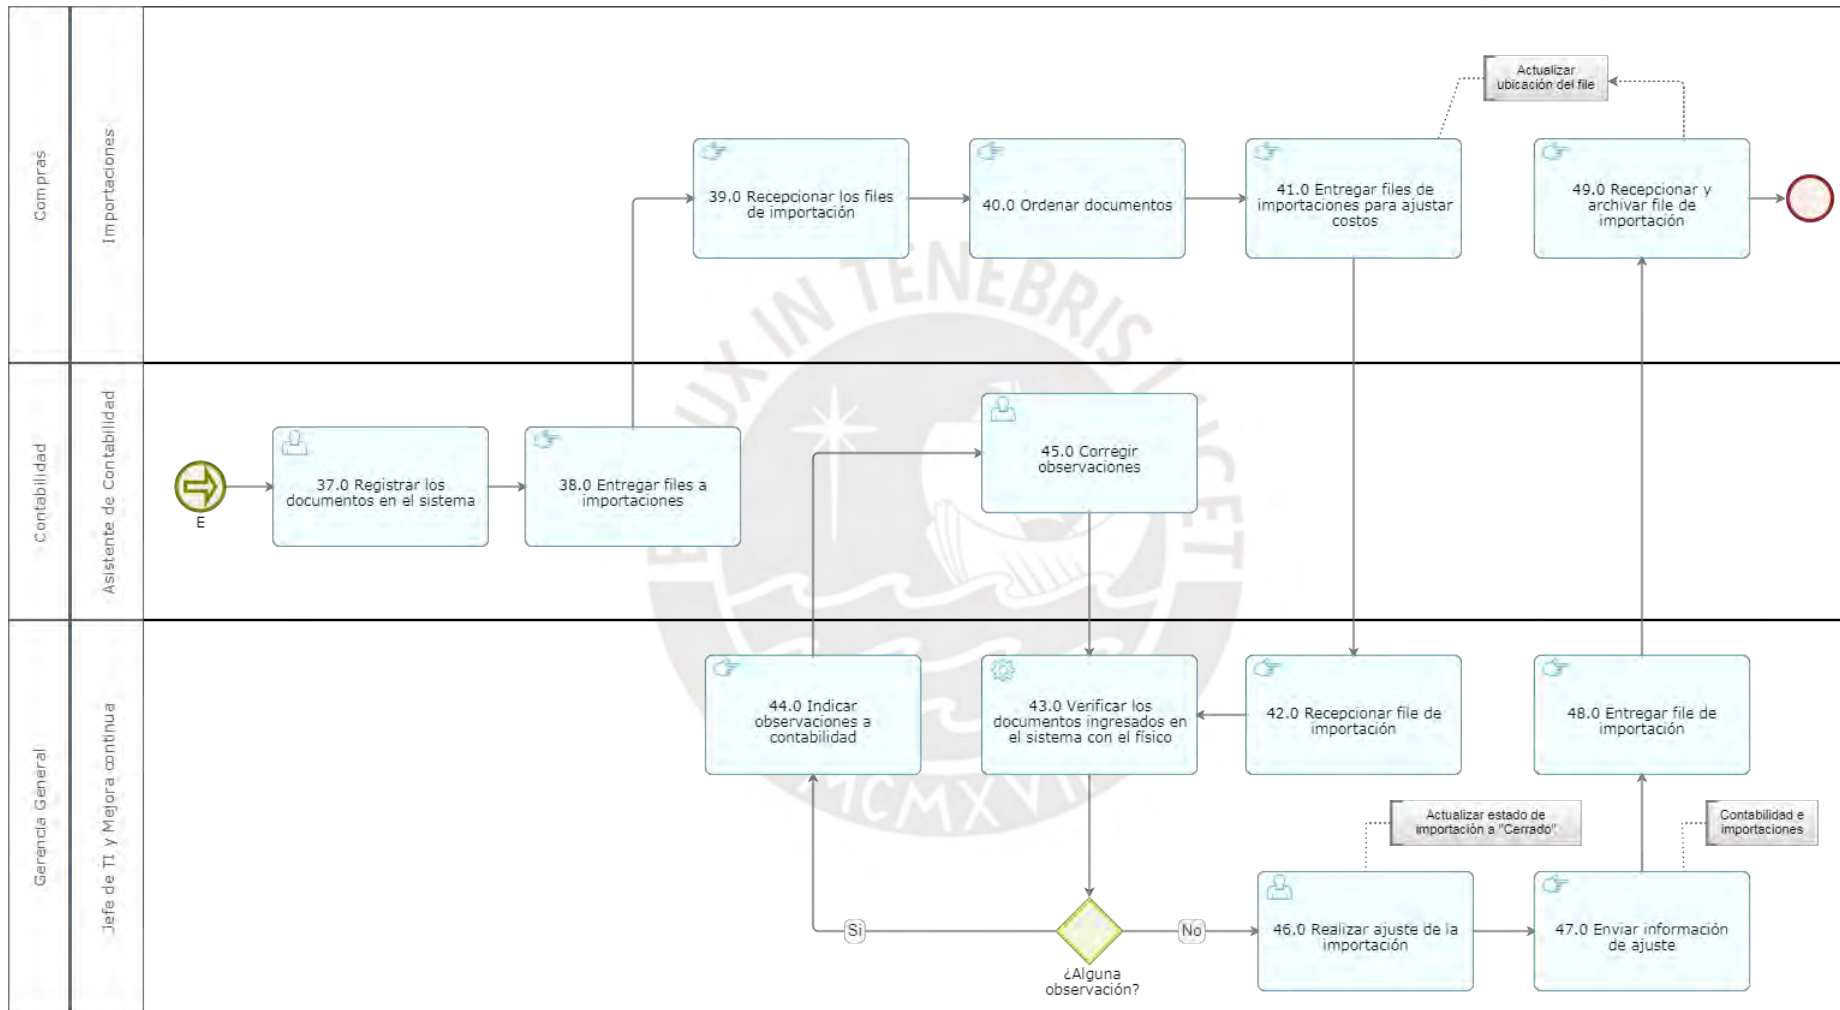 Compras
Importaciones
Actualizar
ubicación del file
39.0 Recepcionar los files
de importación
40.0 Ordenar documentos
41.0 Entregar files de
importaciones para ajustar
costos
49.0 Recepcionar y
archivar file de
importación
Contabilidad
Asistente de Contabilidad
E
37.0 Registrar los
documentos en el sistema
38.0 Entregar files a
importaciones
45.0 Corregir
observaciones
Gerencia General
Jefe de TI y Mejora continua
44.0 Indicar
observaciones a
contabilidad
43.0 Verificar los
documentos ingresados en
el sistema con el físico
42.0 Recepcionar file de
importación
48.0 Entregar file de
importación
Actualizar estado de
importación a "Cerrado"
Contabilidad e
importaciones
Si
¿Alguna
observación?
No
46.0 Realizar ajuste de la
importación
47.0 Enviar información
de ajuste
UX IN TENEBRIS
MCMXVII